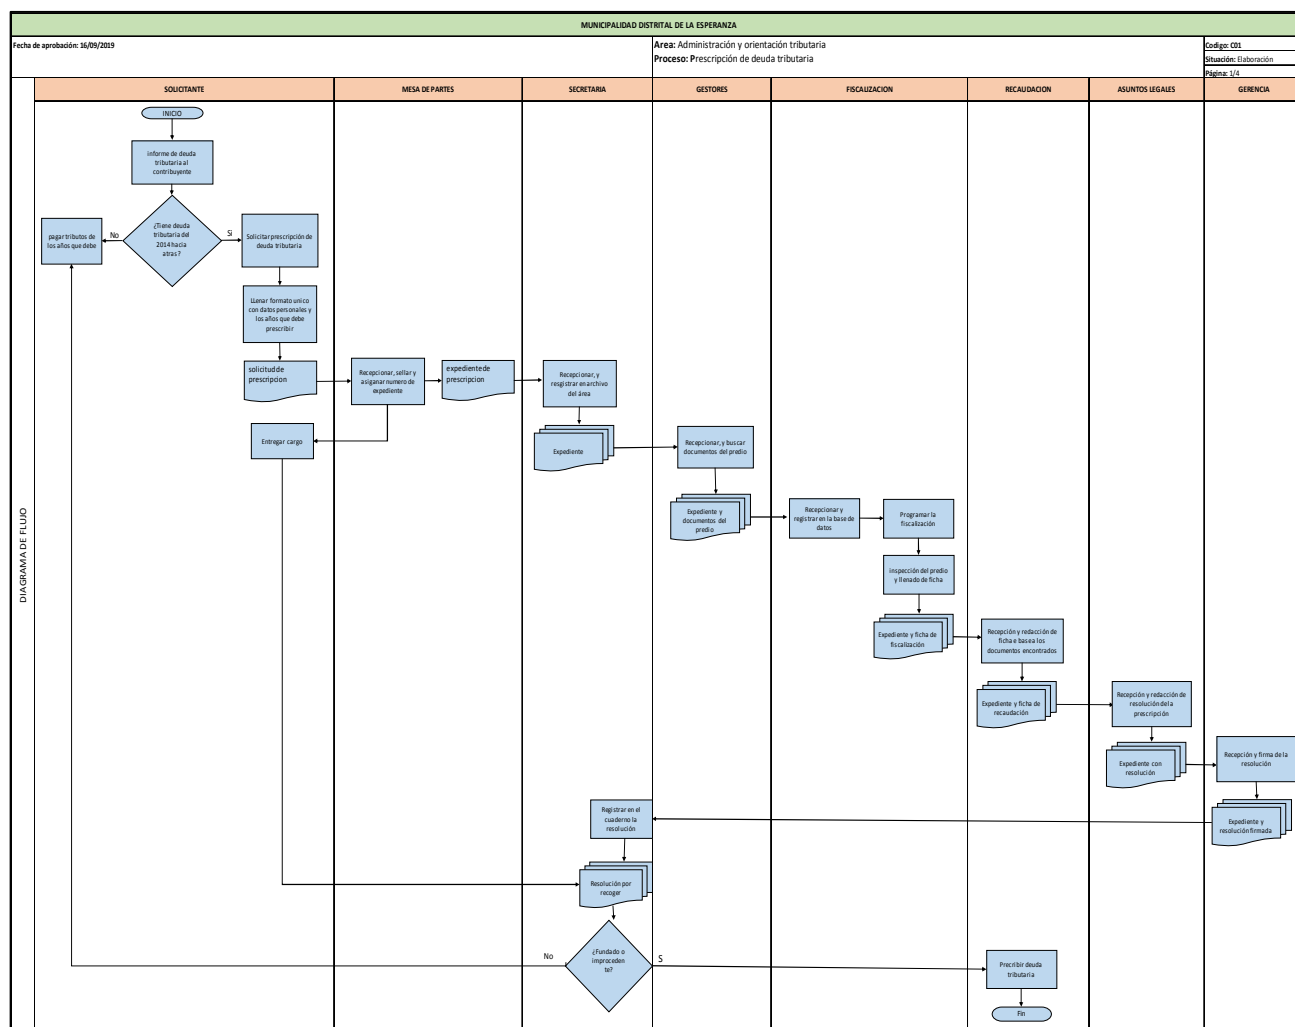 MUNICIPALIDAD DISTRITAL DE LA ESPERANZA
Fecha de aprobación: 16/09/2019
Area: Administración y orientación tributaria
Proceso: Prescripción de deuda tributaria
Codigo: C01
Situación: Elaboración
Página: 1/4
SOLICITANTE
MESA DE PARTES
SECRETARIA
GESTORES
FISCALIZACION
RECAUDACION
ASUNTOS LEGALES
GERENCIA
DIAGRAMA DE FLUJO
INICIO
informe de deuda
tributaria al
contribuyente
¿Tiene deuda
tributaria del
2014 hacia
atras?
No
Si
pagar tributos de
los años que debe
Solicitar prescripción de
deuda tributaria
LLenar formato unico
con datos personales y
los años que debe
prescribir
solicitud de
prescripcion
Recepcionar, sellar y
asiganar numero de
expediente
expediente de
prescripcion
Recepcionar, y
resgistrar en archivo
del área
Entregar cargo
Expediente
Recepcionar, y buscar
documentos del predio
Expediente y
documentos del
predio
Recepcionar y
registrar en la base de
datos
Programar la
fiscalización
inspección del predio
y llenado de ficha
Expediente y ficha de
fiscalización
Recepción y redacción de
ficha e base a los
documentos encontrados
Expediente y ficha de
recaudación
Recepción y redacción de
resolución de la
prescripción
Expediente con
resolución
Recepción y firma de la
resolución
Expediente y
resolución firmada
Registrar en el
cuaderno la
resolución
Resolución por
recoger
¿Fundado o
improceden
te?
No
S
Precribir deuda
tributaria
Fin